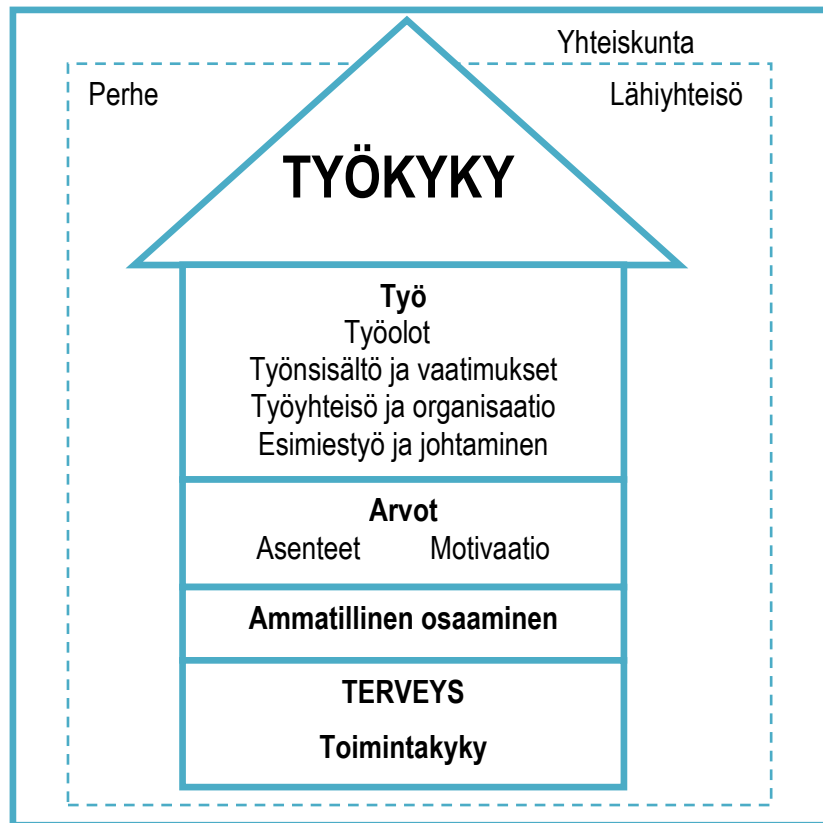 Yhteiskunta
Perhe
Lähiyhteisö
TYÖKYKY
Työ
Työolot
Työnsisältö ja vaatimukset
Työyhteisö ja organisaatio
Esimiestyö ja johtaminen
Arvot
Asenteet Motivaatio
Ammatillinen osaaminen
TERVEYS
Toimintakyky